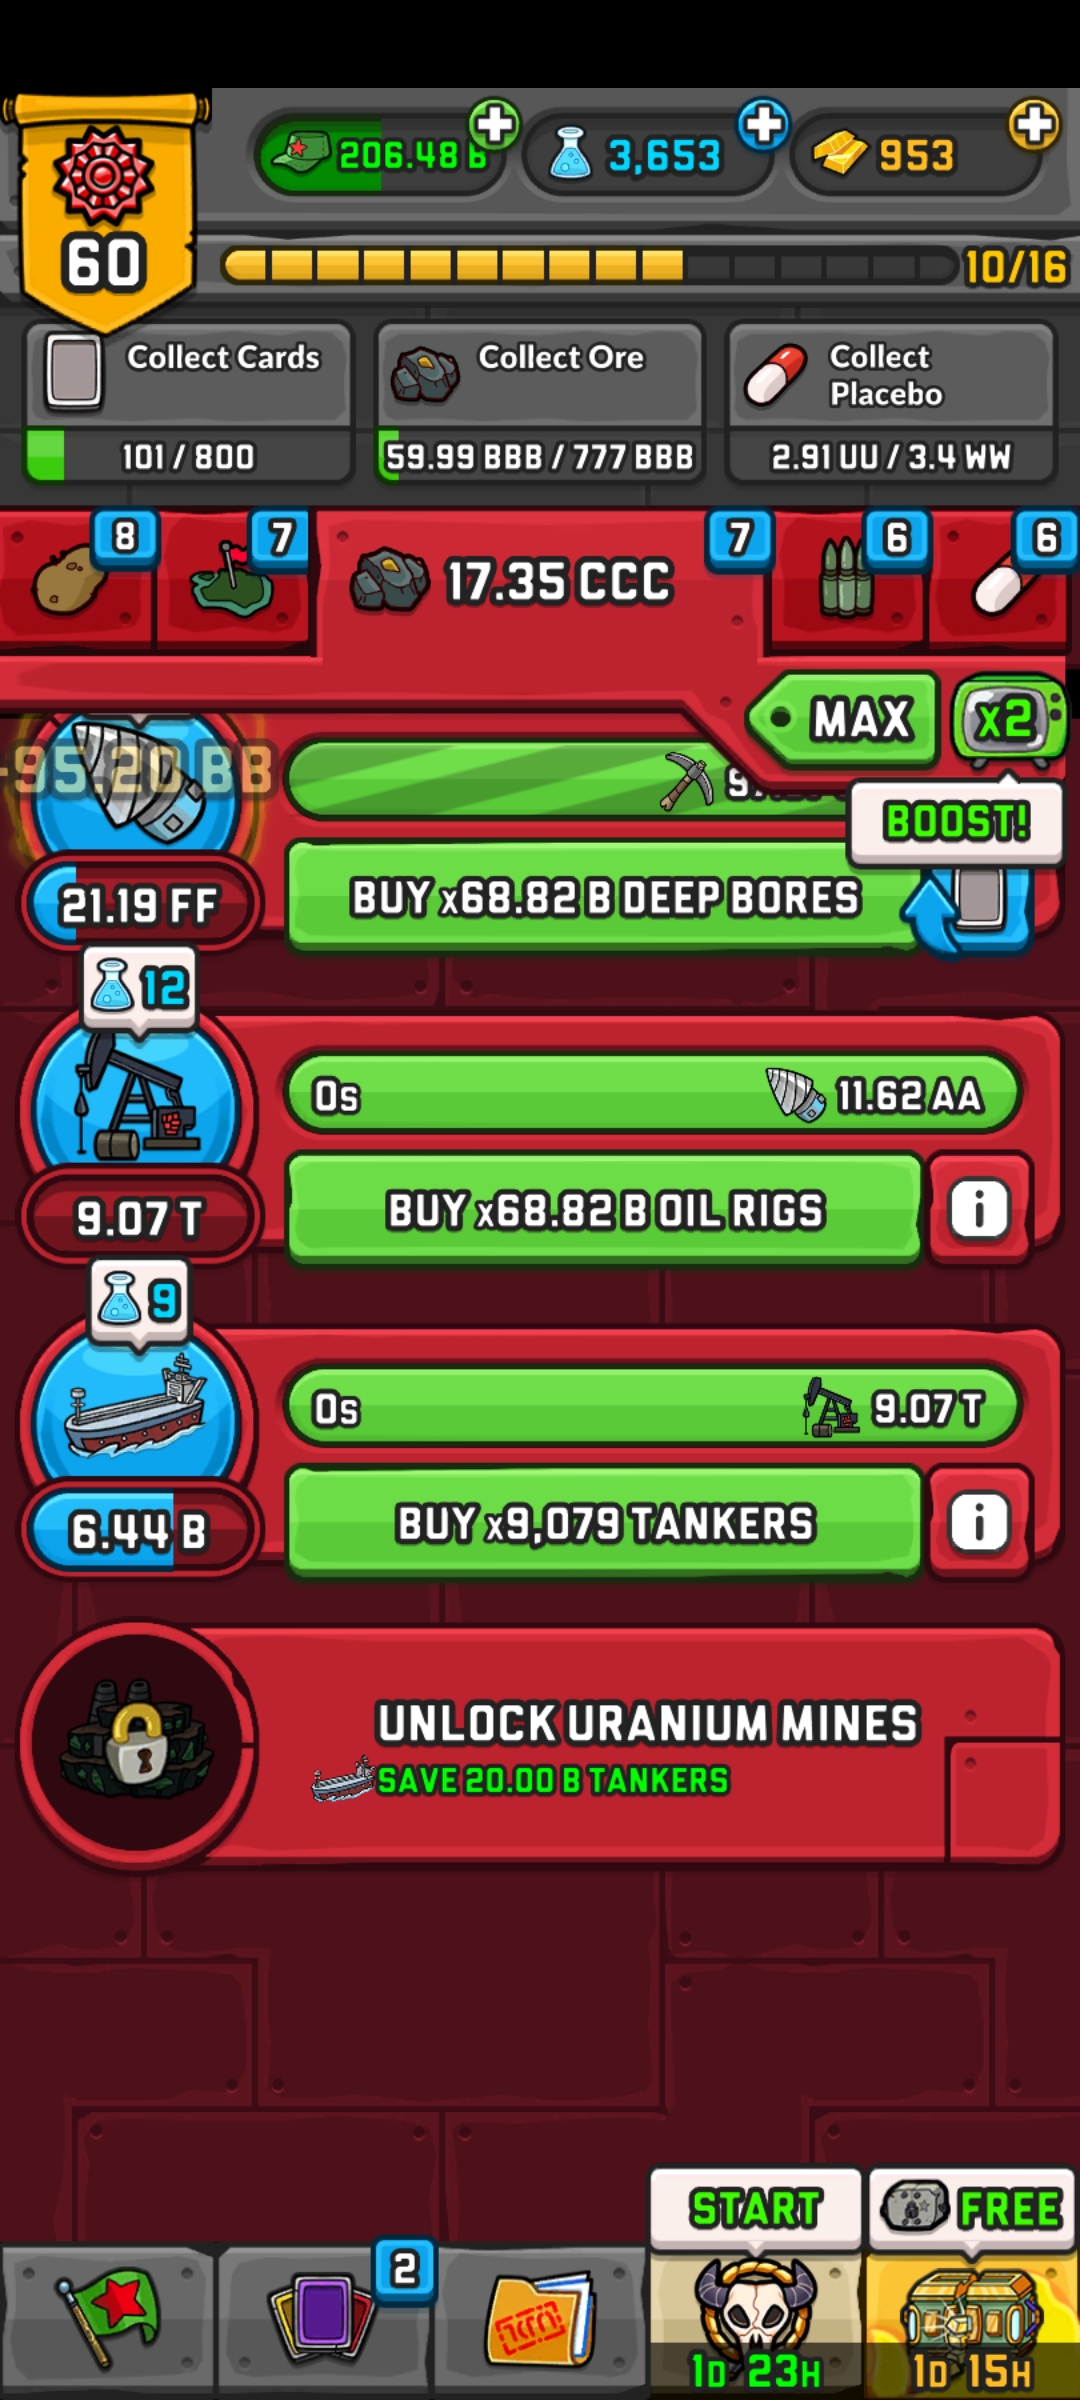 206.48 B
3,653
953
60
10/16
Collect Cards
101 / 800
Collect Ore
59.99 BBB / 777 BBB
Collect
Placebo
2.91 UU / 3.4 WW
8
7
17.35 CCC
7
6
6
MAX
x2
BOOST!
-95.20 BB
21.19 FF
BUY x68.82 B DEEP BORES
12
0s
11.62 AA
9.07 T
BUY x68.82 B OIL RIGS
i
9
0s
9.07 T
6.44 B
BUY x9,079 TANKERS
i
UNLOCK URANIUM MINES
SAVE 20.00 B TANKERS
START
FREE
2
1D 23H
1D 15H